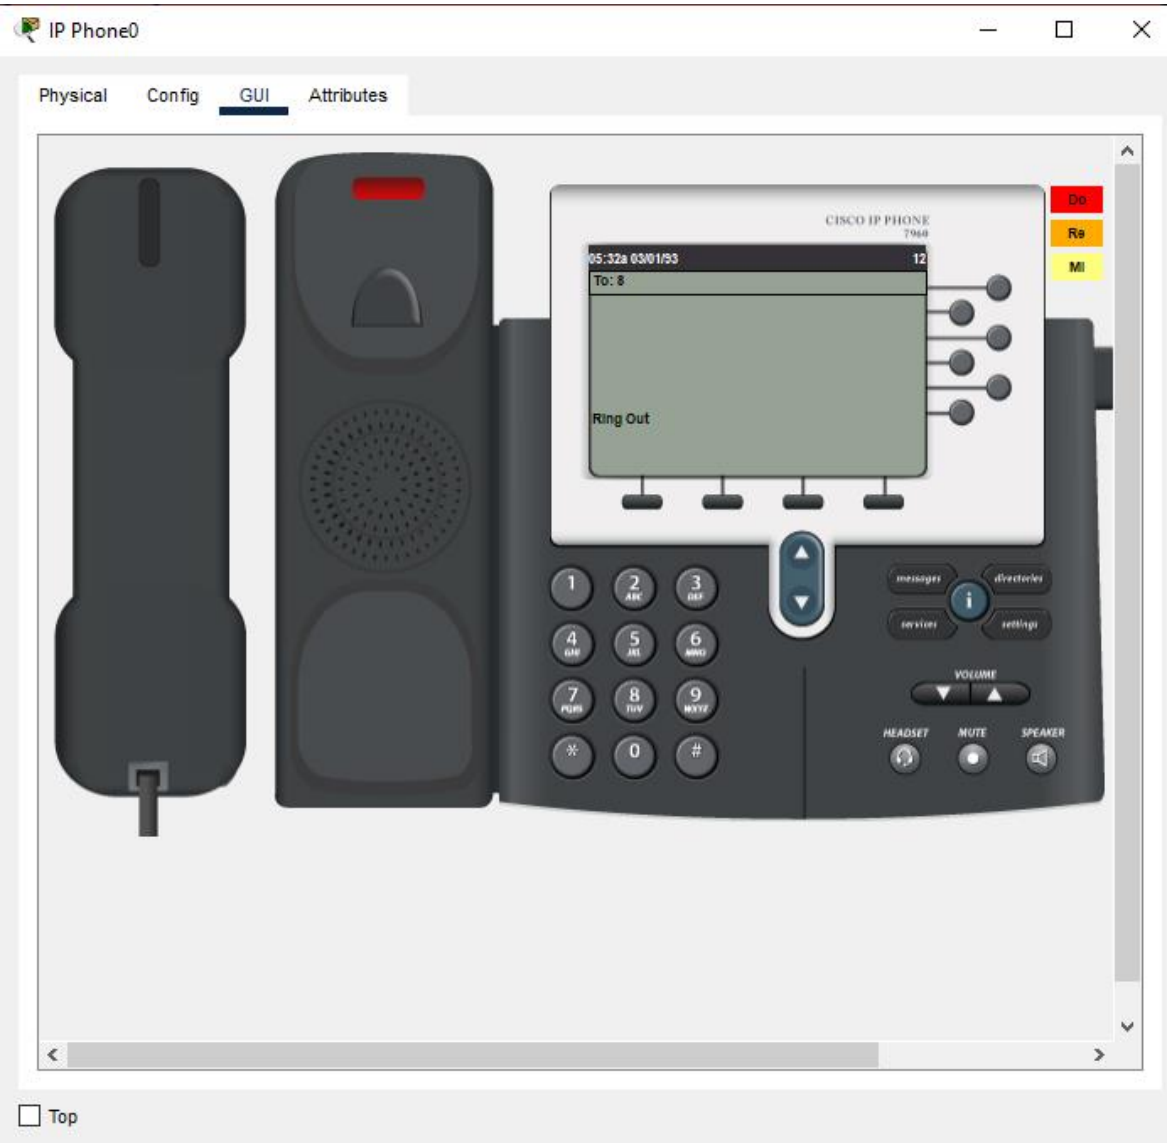 IP Phone0
Physical Config GUI Attributes
CISCO IP PHONE
7960
Do
Re
MI
05:32a 03/01/93 12
To: 8
Ring Out
1 2 ABC 3 DEF
4 GHI 5 JKL 6 MNO
7 PQRS 8 TUV 9 WXYZ
* 0 #
messages directories
i
services settings
VOLUME
HEADSET MUTE SPEAKER
Top